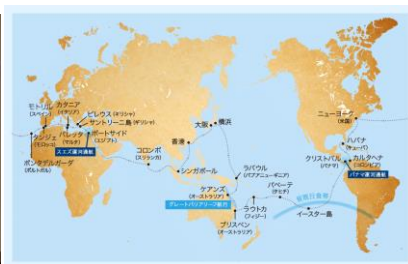 モトリル
(スペイン)
カタニア
(イタリア)
ピレウス(ギリシャ)
サントリーニ島(ギリシャ)
タンジェ
(モロッコ)
バレッタ
(マルタ)
ポートサイド
(エジプト)
スエズ運河通航
ポンタデルガーダ
(ポルトガル)
コロンボ
(スリランカ)
シンガポール
香港
大阪
横浜
ラバウル
(パプアニューギニア)
ケアンズ
(オーストラリア)
グレートバリアリーフ航行
ブリスベン
(オーストラリア)
ラウトカ
(フィジー)
パペーテ
(タヒチ)
イースター島
ニューヨーク
(米国)
ハバナ
(キューバ)
クリストバル
(パナマ)
カルタヘナ
(コロンビア)
パナマ運河通航